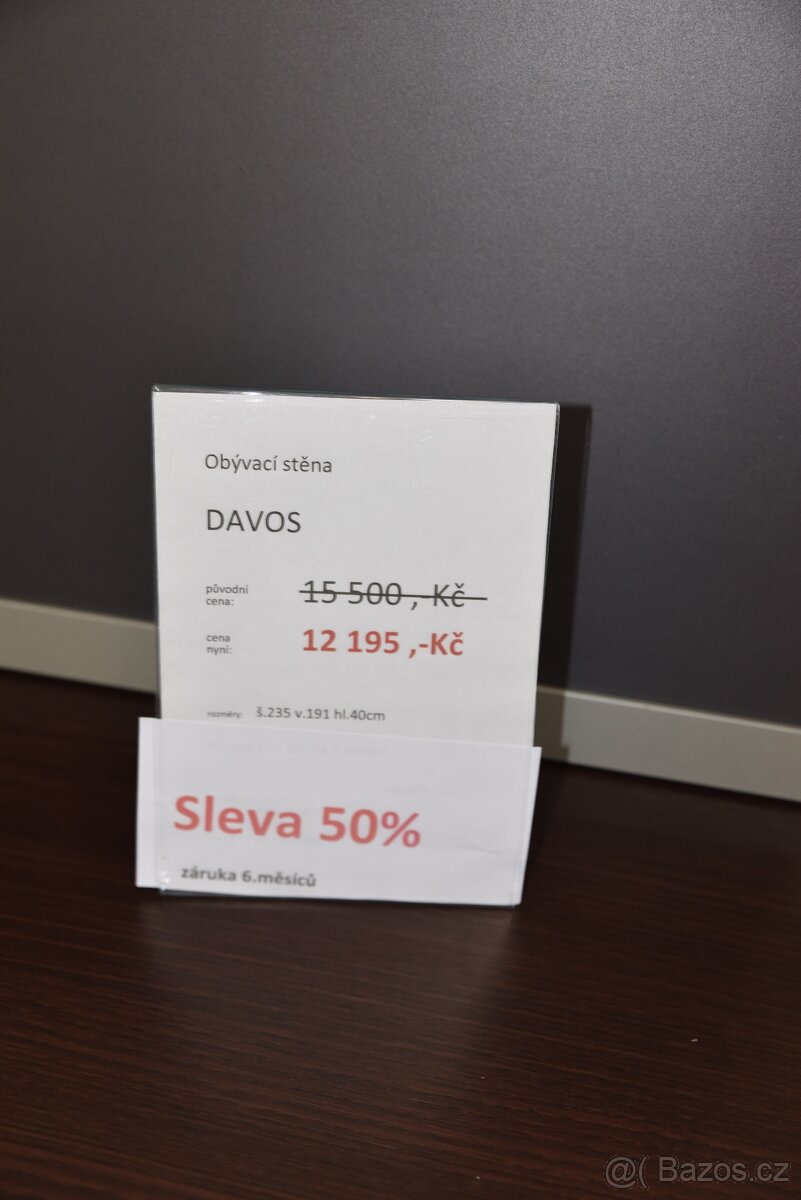 Obývací stěna
DAVOS
původní
cena:
15 500 ,-Kč
cena
nyní:
12 195 ,-Kč
rozměry: š.235 v.191 hl.40cm
Sleva 50%
záruka 6.měsíců
@( Bazos.cz